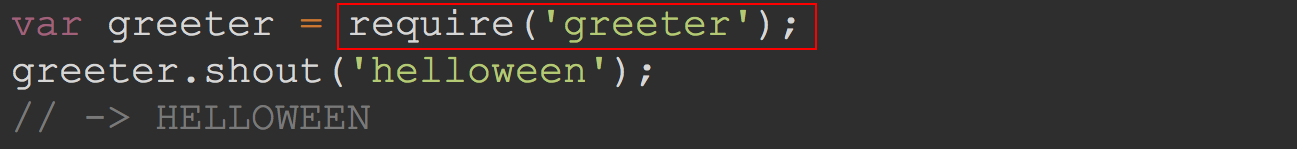 var greeter = require('greeter');
greeter.shout('helloween');
// -> HELLOWEEN